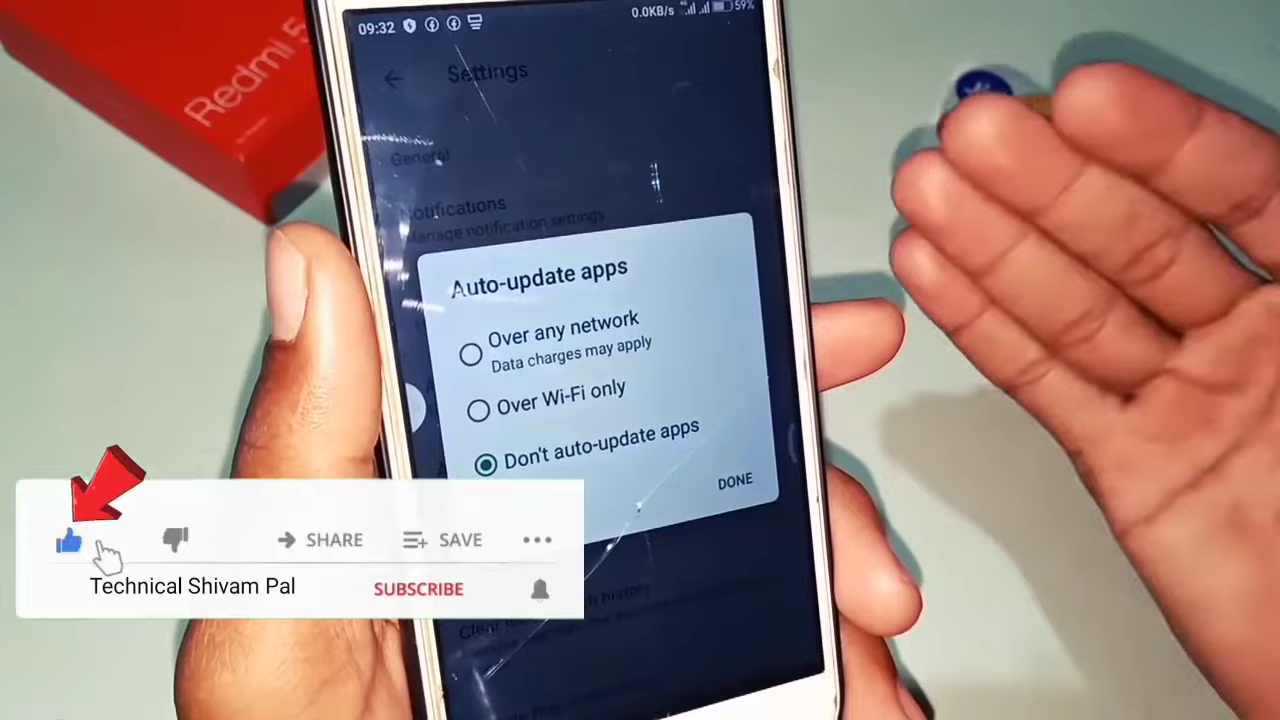 Redmi 5
09:32
0.0KB/s
59%
Settings
General
Notifications
Manage notification settings
Auto-update apps
Over any network
Data charges may apply
Over Wi-Fi only
Don't auto-update apps
DONE
SHARE
SAVE
Technical Shivam Pal
SUBSCRIBE